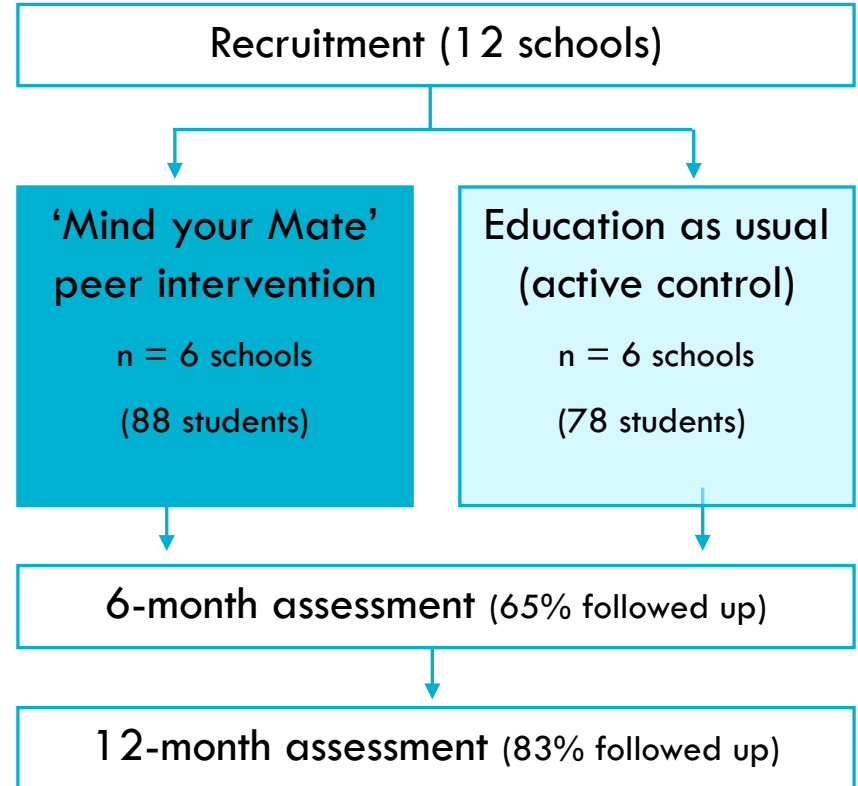 Recruitment (12 schools)
‘Mind your Mate’
peer intervention
n = 6 schools
(88 students)
Education as usual
(active control)
n = 6 schools
(78 students)
6-month assessment (65% followed up)
12-month assessment (83% followed up)